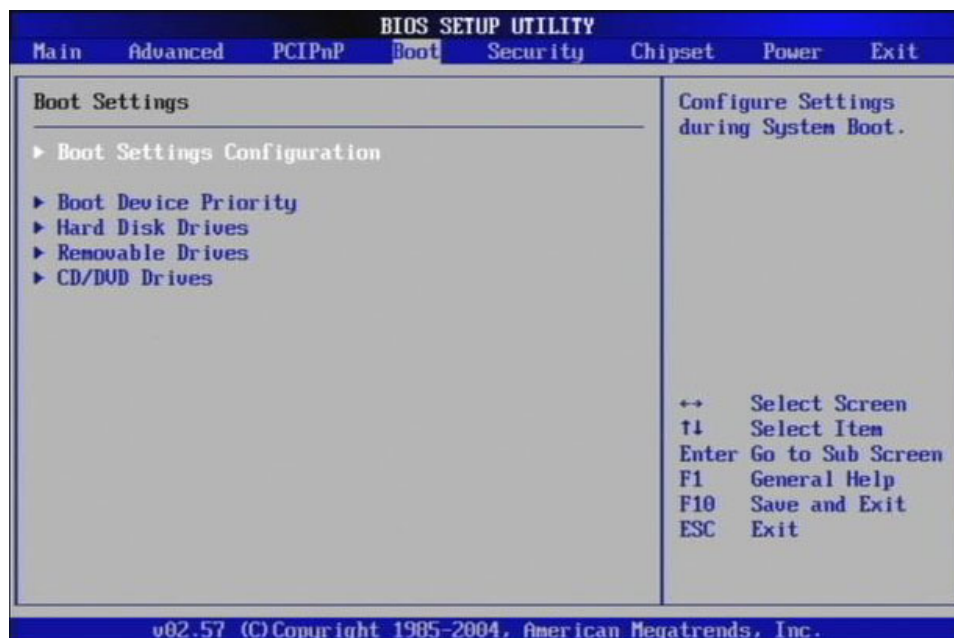 BIOS SETUP UTILITY
Main Advanced PCIPnP Boot Security Chipset Power Exit
Boot Settings
▶ Boot Settings Configuration
▶ Boot Device Priority
▶ Hard Disk Drives
▶ Removable Drives
▶ CD/DVD Drives
Configure Settings
during System Boot.
↔ Select Screen
↑↓ Select Item
Enter Go to Sub Screen
F1 General Help
F10 Save and Exit
ESC Exit
v02.57 (C)Copyright 1985-2004, American Megatrends, Inc.